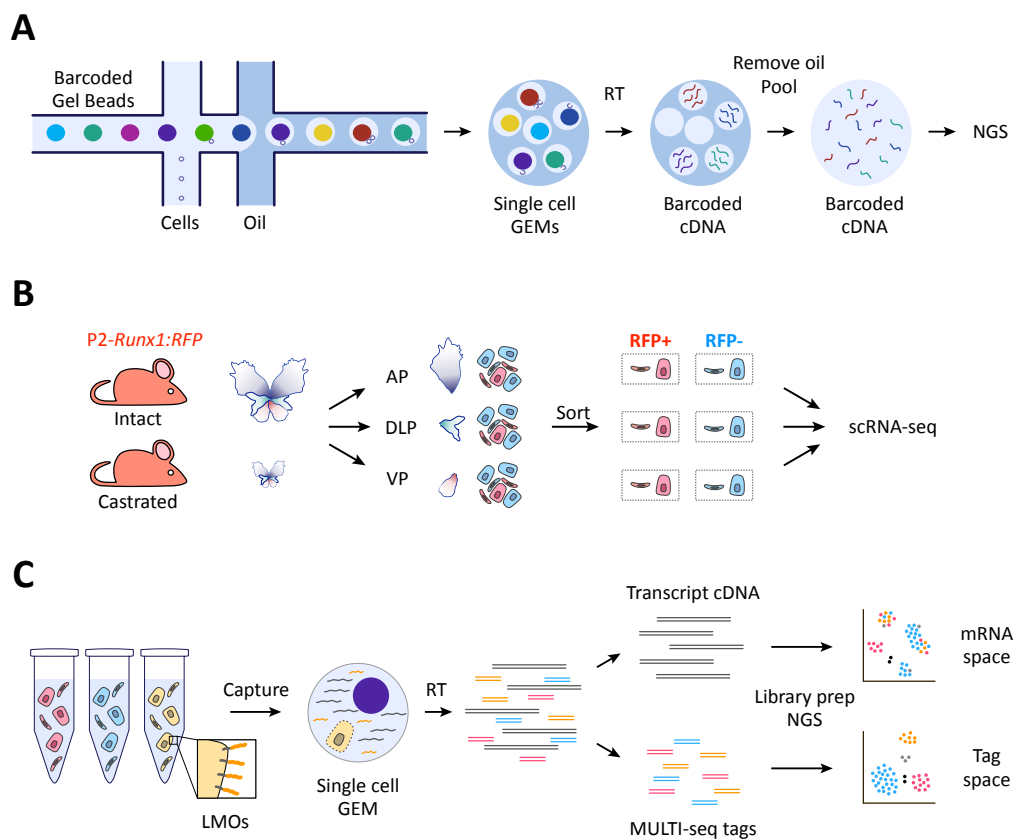 A
Barcoded
Gel Beads
Cells
Oil
Single cell
GEMs
RT
Barcoded
cDNA
Remove oil
Pool
Barcoded
cDNA
NGS
B
P2-Runx1:RFP
Intact
Castrated
AP
DLP
VP
Sort
RFP+
RFP-
scRNA-seq
C
LMOs
Capture
Single cell
GEM
RT
Transcript cDNA
MULTI-seq tags
Library prep
NGS
mRNA
space
Tag
space